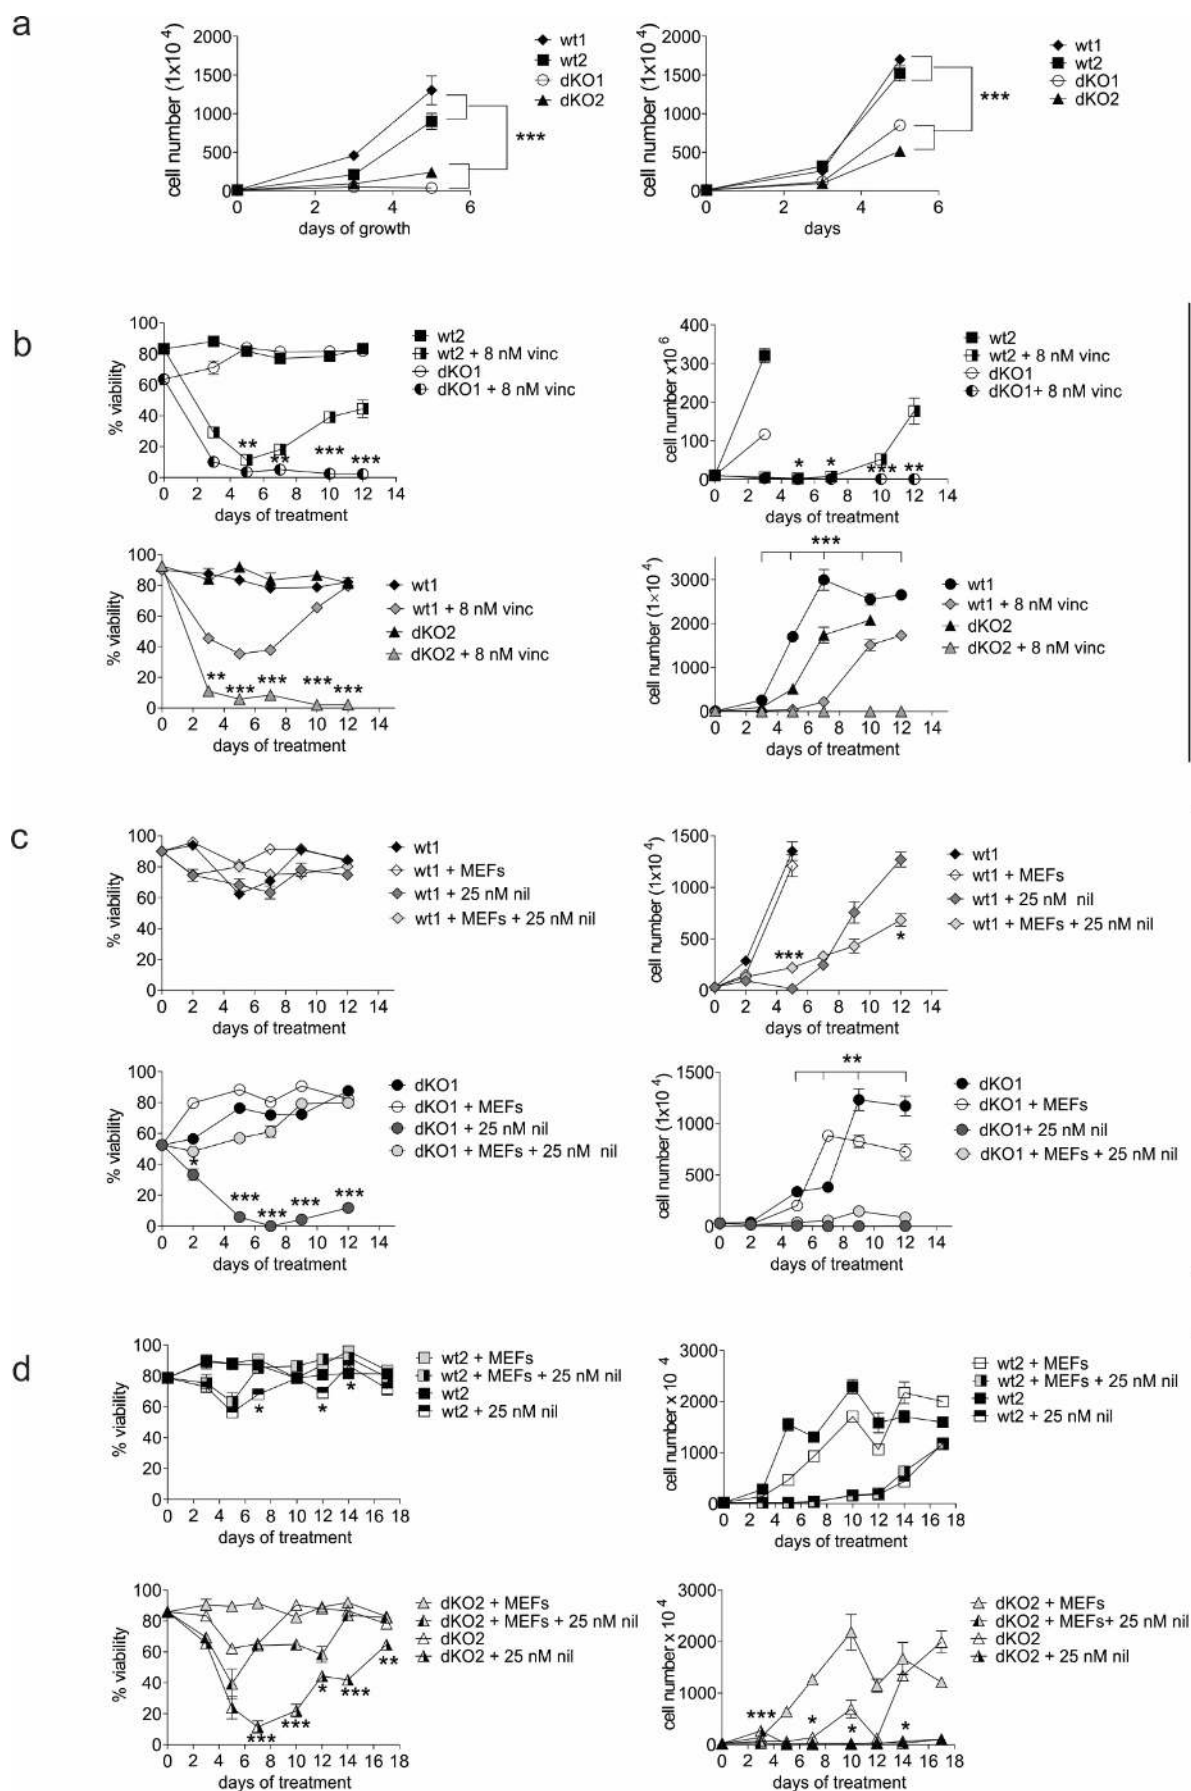 a
cell number (1x10 4)
2000
1500
1000
500
0
0 2 4 6
days of growth
wt1
wt2
dKO1
dKO2
***
cell number (1x10 4)
2000
1500
1000
500
0
0 2 4 6
days
wt1
wt2
dKO1
dKO2
***
b
% viability
100
80
60
40
20
0
0 2 4 6 8 10 12 14
days of treatment
** ** *** ***
wt2
wt2 + 8 nM vinc
dKO1
dKO1 + 8 nM vinc
cell number x10 6
400
300
200
100
0
0 2 4 6 8 10 12 14
days of treatment
* * *** **
wt2
wt2 + 8 nM vinc
dKO1
dKO1+ 8 nM vinc
% viability
100
80
60
40
20
0
0 2 4 6 8 10 12 14
days of treatment
** *** *** *** ***
wt1
wt1 + 8 nM vinc
dKO2
dKO2 + 8 nM vinc
cell number (1×10 4)
3000
2000
1000
0
0 2 4 6 8 10 12 14
days of treatment
***
wt1
wt1 + 8 nM vinc
dKO2
dKO2 + 8 nM vinc
c
% viability
100
80
60
40
20
0
0 2 4 6 8 10 12 14
days of treatment
wt1
wt1 + MEFs
wt1 + 25 nM nil
wt1 + MEFs + 25 nM nil
cell number (1x10 4)
1500
1000
500
0
0 2 4 6 8 10 12 14
days of treatment
*** *
wt1
wt1 + MEFs
wt1 + 25 nM nil
wt1 + MEFs + 25 nM nil
% viability
100
80
60
40
20
0
0 2 4 6 8 10 12 14
days of treatment
* *** *** *** ***
dKO1
dKO1 + MEFs
dKO1 + 25 nM nil
dKO1 + MEFs + 25 nM nil
cell number (1x10 4)
1500
1000
500
0
0 2 4 6 8 10 12 14
days of treatment
**
dKO1
dKO1 + MEFs
dKO1+ 25 nM nil
dKO1 + MEFs + 25 nM nil
d
% viability
100
80
60
40
20
0
0 2 4 6 8 10 12 14 16 18
days of treatment
* * *
wt2 + MEFs
wt2 + MEFs + 25 nM nil
wt2
wt2 + 25 nM nil
cell number x 10 4
3000
2000
1000
0
0 2 4 6 8 10 12 14 16 18
days of treatment
wt2 + MEFs
wt2 + MEFs + 25 nM nil
wt2
wt2 + 25 nM nil
% viability
100
80
60
40
20
0
0 2 4 6 8 10 12 14 16 18
days of treatment
*** *** * *** **
dKO2 + MEFs
dKO2 + MEFs + 25 nM nil
dKO2
dKO2 + 25 nM nil
cell number x 10 4
3000
2000
1000
0
0 2 4 6 8 10 12 14 16 18
days of treatment
*** * * *
dKO2 + MEFs
dKO2 + MEFs+ 25 nM nil
dKO2
dKO2 + 25 nM nil